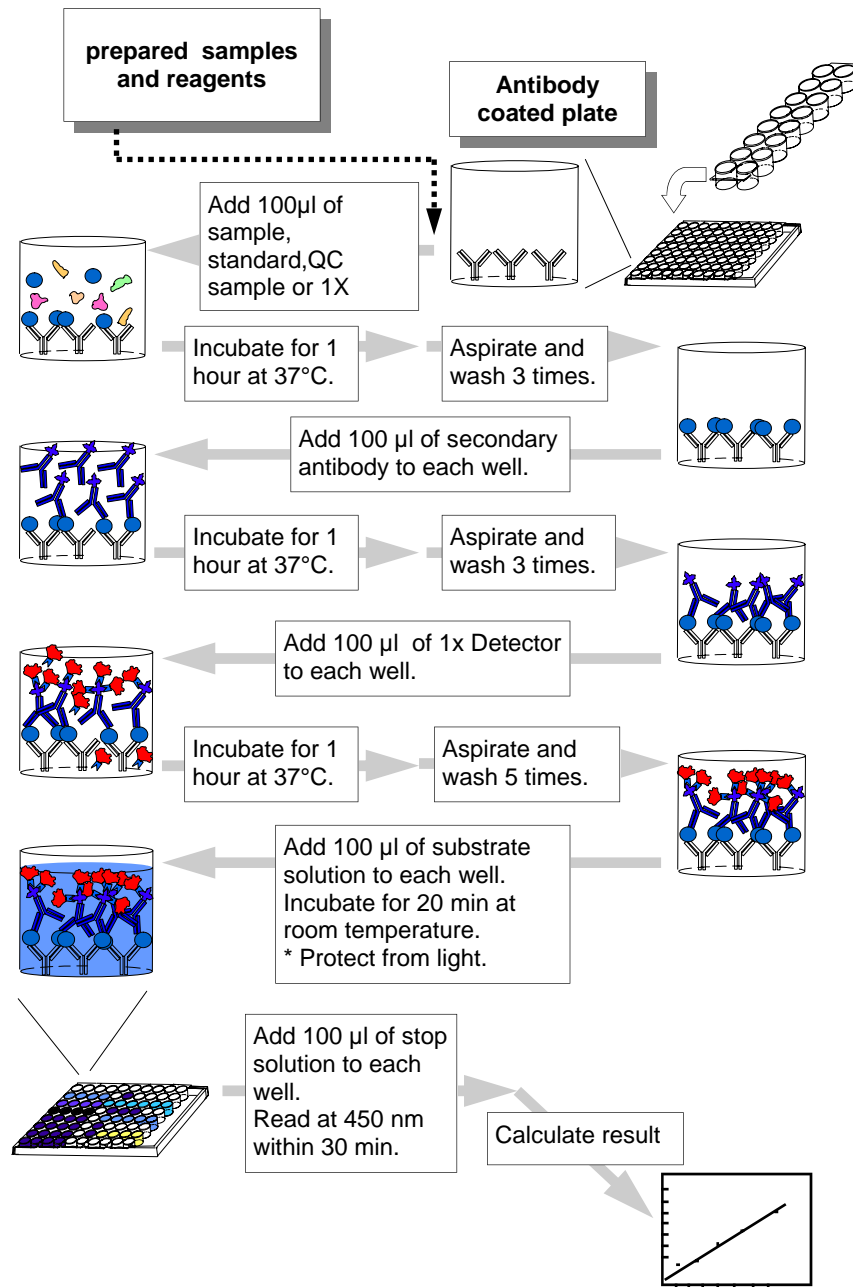 prepared samples
and reagents
Antibody
coated plate
Add 100µl of
sample,
standard,QC
sample or 1X
Incubate for 1
hour at 37°C.
Aspirate and
wash 3 times.
Add 100 µl of secondary
antibody to each well.
Incubate for 1
hour at 37°C.
Aspirate and
wash 3 times.
Add 100 µl of 1x Detector
to each well.
Incubate for 1
hour at 37°C.
Aspirate and
wash 5 times.
Add 100 µl of substrate
solution to each well.
Incubate for 20 min at
room temperature.
* Protect from light.
Add 100 µl of stop
solution to each
well.
Read at 450 nm
within 30 min.
Calculate result